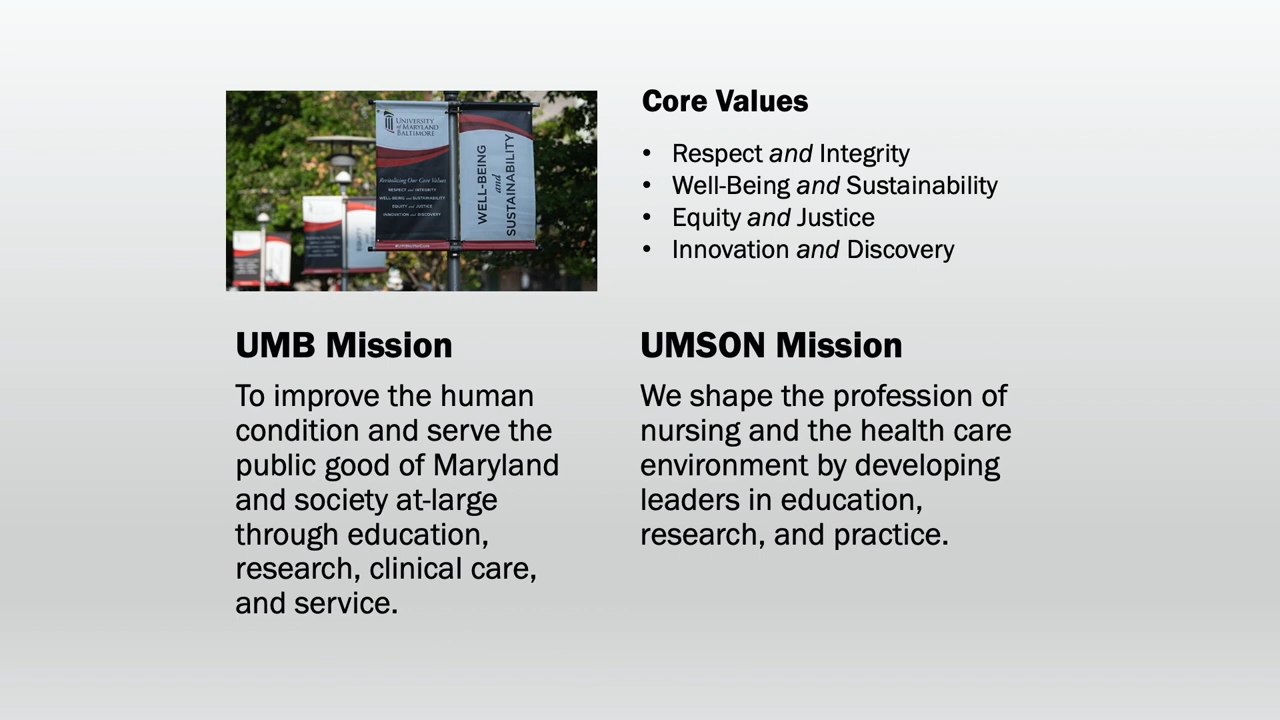 UNIVERSITY
of MARYLAND
BALTIMORE
RESPECT and INTEGRITY
WELL-BEING and SUSTAINABILITY
EQUITY and JUSTICE
INNOVATION and DISCOVERY
WELL-BEING
and
SUSTAINABILITY
Core Values
• Respect and Integrity
• Well-Being and Sustainability
• Equity and Justice
• Innovation and Discovery
UMB Mission
To improve the human
condition and serve the
public good of Maryland
and society at-large
through education,
research, clinical care,
and service.
UMSON Mission
We shape the profession of
nursing and the health care
environment by developing
leaders in education,
research, and practice.